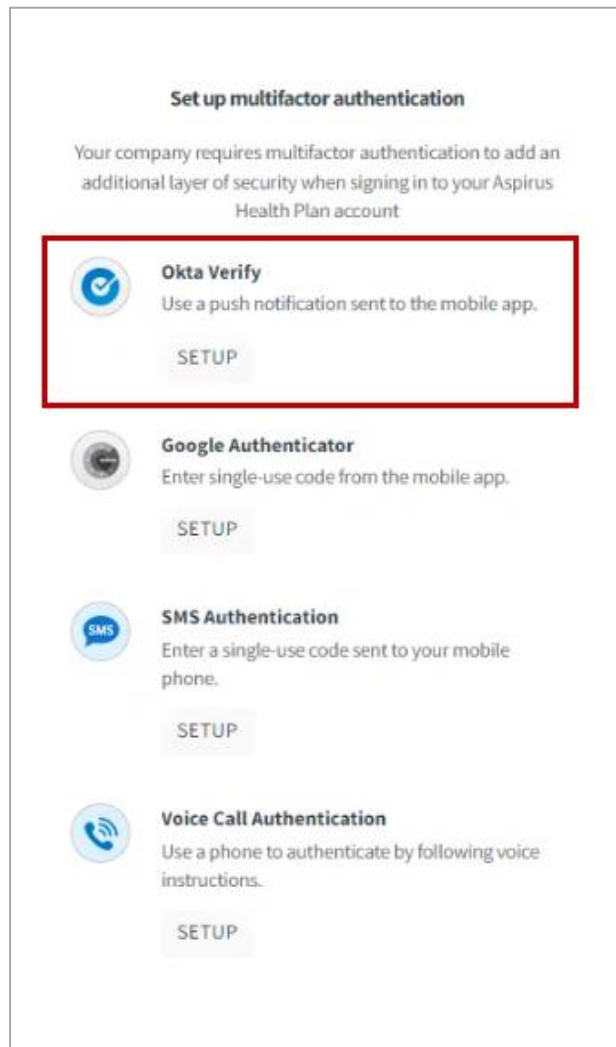 Set up multifactor authentication
Your company requires multifactor authentication to add an
additional layer of security when signing in to your Aspirus
Health Plan account
Okta Verify
Use a push notification sent to the mobile app.
SETUP
Google Authenticator
Enter single-use code from the mobile app.
SETUP
SMS
SMS Authentication
Enter a single-use code sent to your mobile
phone.
SETUP
Voice Call Authentication
Use a phone to authenticate by following voice
instructions.
SETUP